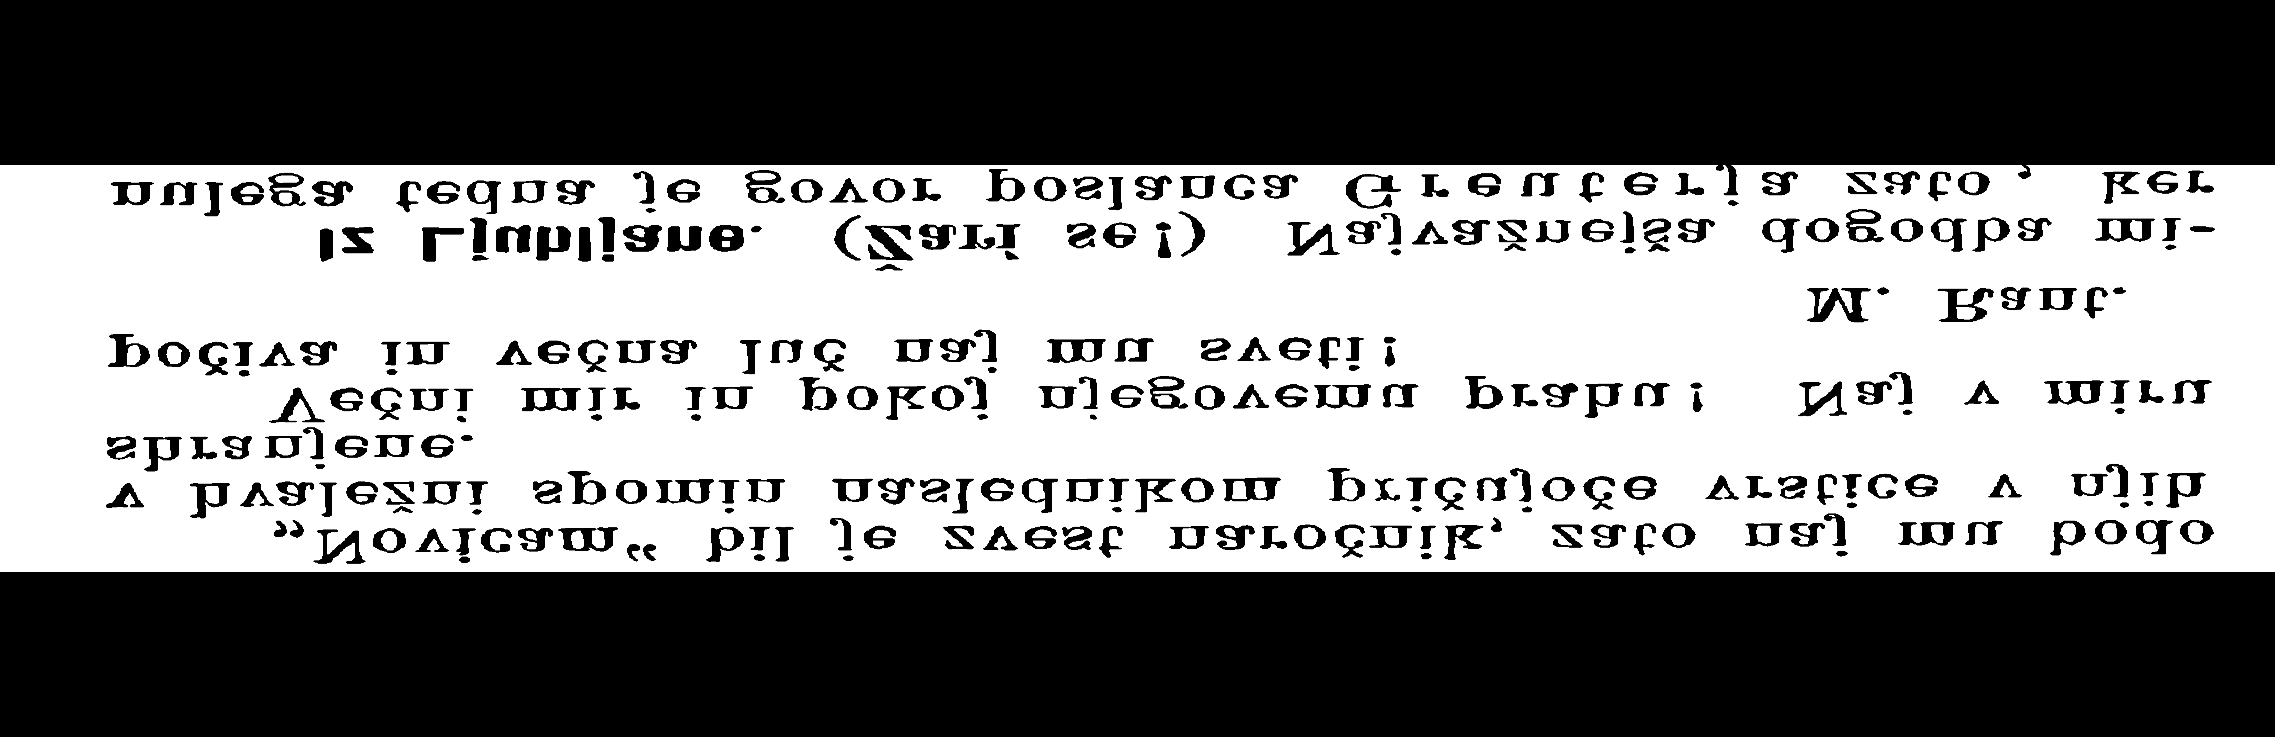 „Novicam“ bil je zvest naročnik, zato naj mu bodo
v hvaležni spomin naslednikom pričujoče vrstice v njih
shranjene.
Večni mir in pokoj njegovemu prahu! Naj v miru
počiva in večna luč naj mu sveti!
M. Rant.
Iz Ljubljane. (Žari se!) Najvažnejša dogodba mi-
nulega tedna je govor poslanca Greuterja zato, ker